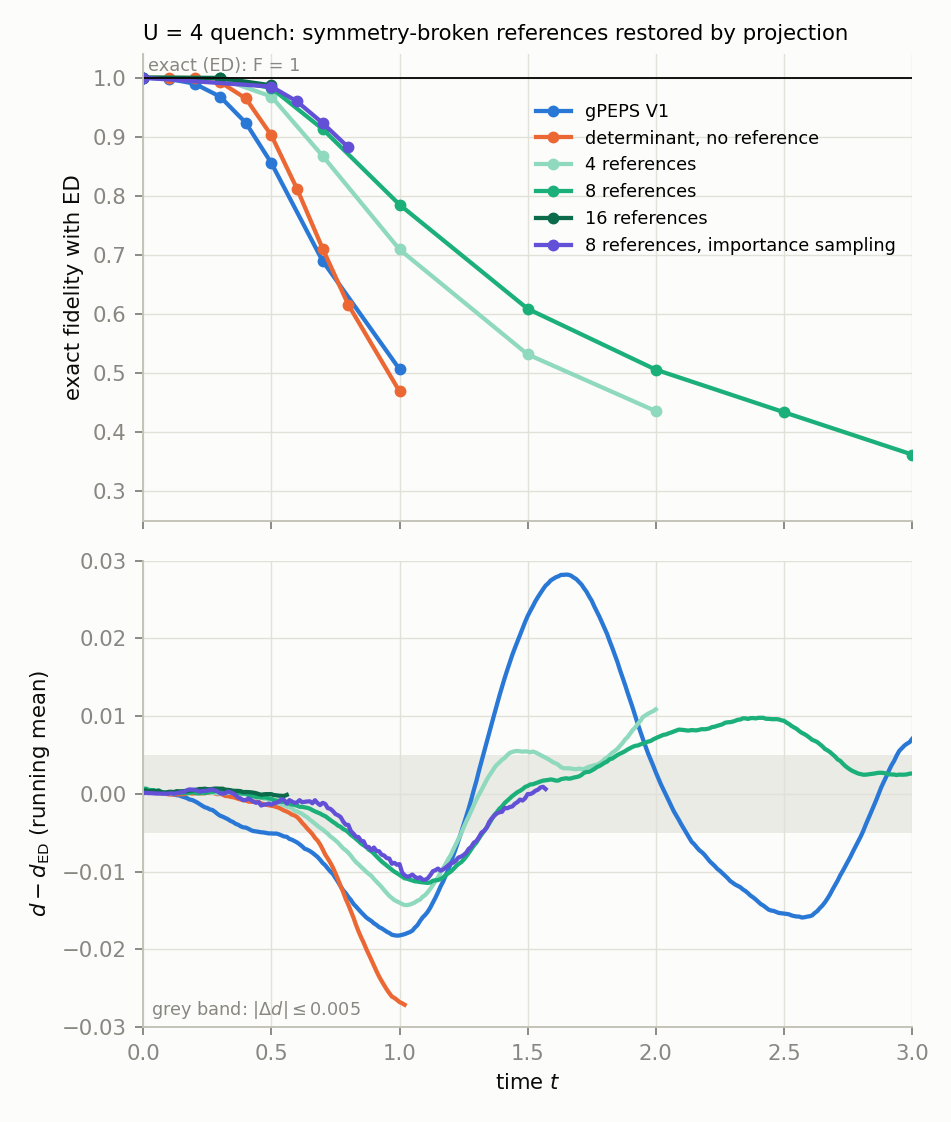 U = 4 quench: symmetry-broken references restored by projection
exact (ED): F = 1
1.0
0.9
0.8
0.7
0.6
0.5
0.4
0.3
exact fidelity with ED
gPEPS V1
determinant, no reference
4 references
8 references
16 references
8 references, importance sampling
0.03
0.02
0.01
0.00
−0.01
−0.02
−0.03
d − d_ED (running mean)
grey band: |Δd| ≤ 0.005
0.0 0.5 1.0 1.5 2.0 2.5 3.0
time t